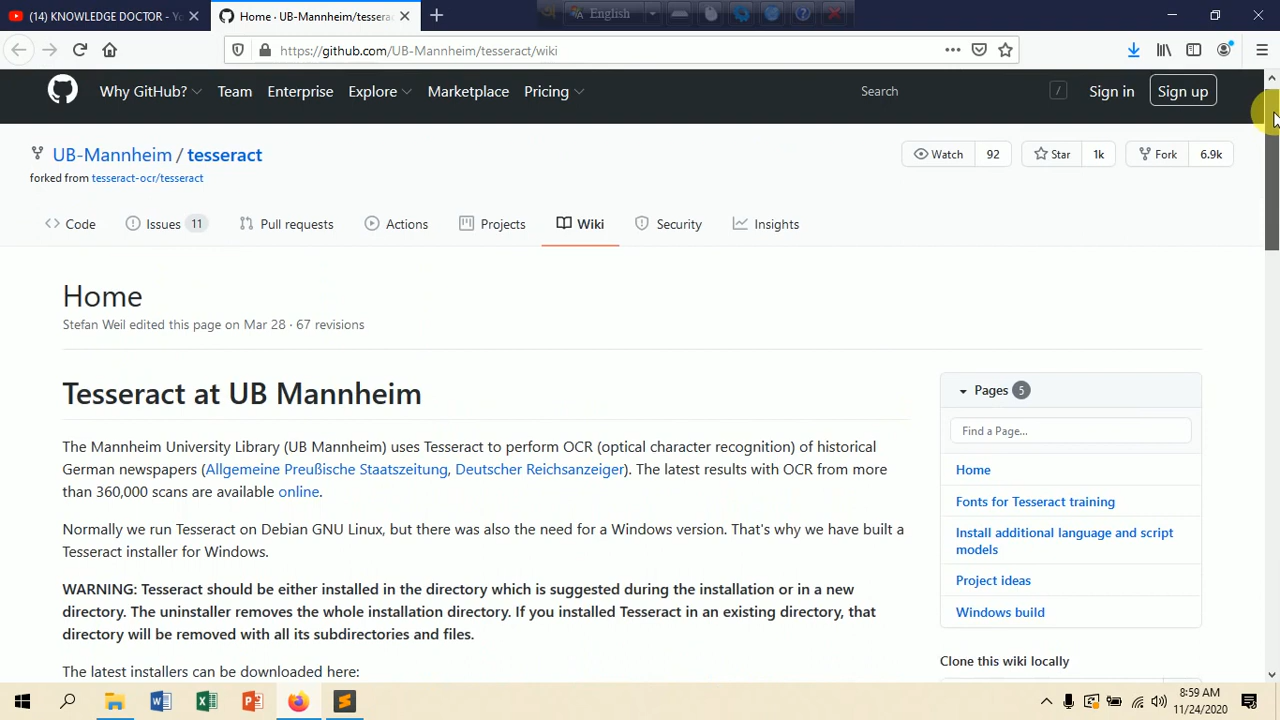 (14) KNOWLEDGE DOCTOR - Yo
Home · UB-Mannheim/tesserac
English
https://github.com/UB-Mannheim/tesseract/wiki
Why GitHub? Team Enterprise Explore Marketplace Pricing Search / Sign in Sign up
UB-Mannheim / tesseract
Watch 92 Star 1k Fork 6.9k
forked from tesseract-ocr/tesseract
Code Issues 11 Pull requests Actions Projects Wiki Security Insights
Home
Stefan Weil edited this page on Mar 28 · 67 revisions
Tesseract at UB Mannheim
The Mannheim University Library (UB Mannheim) uses Tesseract to perform OCR (optical character recognition) of historical
German newspapers (Allgemeine Preußische Staatszeitung, Deutscher Reichsanzeiger). The latest results with OCR from more
than 360,000 scans are available online.
Normally we run Tesseract on Debian GNU Linux, but there was also the need for a Windows version. That's why we have built a
Tesseract installer for Windows.
WARNING: Tesseract should be either installed in the directory which is suggested during the installation or in a new
directory. The uninstaller removes the whole installation directory. If you installed Tesseract in an existing directory, that
directory will be removed with all its subdirectories and files.
The latest installers can be downloaded here:
Pages 5
Find a Page...
Home
Fonts for Tesseract training
Install additional language and script
models
Project ideas
Windows build
Clone this wiki locally
8:59 AM
11/24/2020